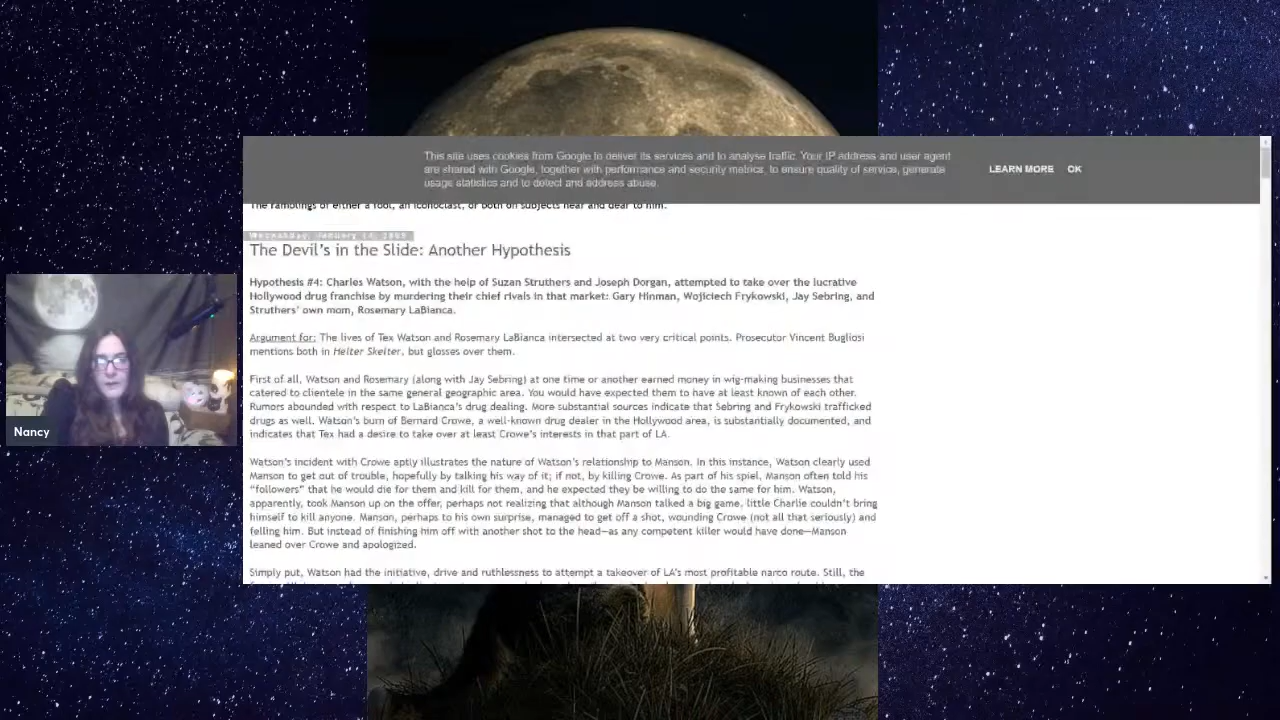 This site uses cookies from Google to deliver its services and to analyse traffic. Your IP address and user agent
are shared with Google, together with performance and security metrics, to ensure quality of service, generate
usage statistics and to detect and address abuse.
LEARN MORE
OK
The ramblings of either a fool, an iconoclast, or both on subjects near and dear to him.
Wednesday, January
The Devil's in the Slide: Another Hypothesis
Hypothesis #4: Charles Watson, with the help of Suzan Struthers and Joseph Dorgan, attempted to take over the lucrative
Hollywood drug franchise by murdering their chief rivals in that market: Gary Hinman, Wojiciech Frykowski, Jay Sebring, and
Struthers' own mom, Rosemary LaBianca.
Argument for: The lives of Tex Watson and Rosemary LaBianca intersected at two very critical points. Prosecutor Vincent Bugliosi
mentions both in Helter Skelter, but glosses over them.
First of all, Watson and Rosemary (along with Jay Sebring) at one time or another earned money in wig-making businesses that
catered to clientele in the same general geographic area. You would have expected them to have at least known of each other.
Rumors abounded with respect to LaBianca's drug dealing. More substantial sources indicate that Sebring and Frykowski trafficked
drugs as well. Watson's burn of Bernard Crowe, a well-known drug dealer in the Hollywood area, is substantially documented, and
indicates that Tex had a desire to take over at least Crowe's interests in that part of LA.
Watson's incident with Crowe aptly illustrates the nature of Watson's relationship to Manson. In this instance, Watson clearly used
Manson to get out of trouble, hopefully by talking his way of it; if not, by killing Crowe. As part of his spiel, Manson often told his
"followers" that he would die for them and kill for them, and he expected they be willing to do the same for him. Watson,
apparently, took Manson up on the offer, perhaps not realizing that although Manson talked a big game, little Charlie couldn't bring
himself to kill anyone. Manson, perhaps to his own surprise, managed to get off a shot, wounding Crowe (not all that seriously) and
felling him. But instead of finishing him off with another shot to the head—as any competent killer would have done—Manson
leaned over Crowe and apologized.
Simply put, Watson had the initiative, drive and ruthlessness to attempt a takeover of LA's most profitable narco route. Still, the
Nancy